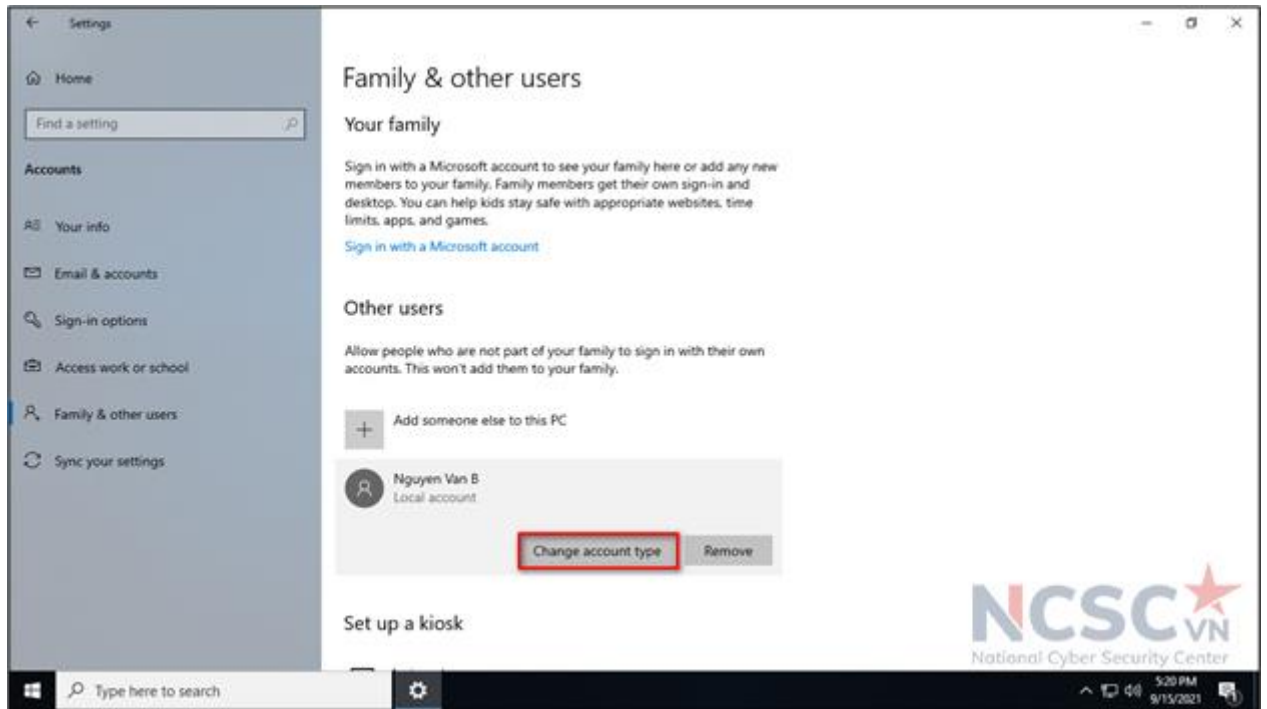 Settings
Home
Find a setting
Accounts
Your info
Email & accounts
Sign-in options
Access work or school
Family & other users
Sync your settings
Family & other users
Your family
Sign in with a Microsoft account to see your family here or add any new
members to your family. Family members get their own sign-in and
desktop. You can help kids stay safe with appropriate websites, time
limits, apps, and games.
Sign in with a Microsoft account
Other users
Allow people who are not part of your family to sign in with their own
accounts. This won't add them to your family.
Add someone else to this PC
Nguyen Van B
Local account
Change account type
Remove
Set up a kiosk
NCSC
VN
National Cyber Security Center
Type here to search
5:20 PM
9/15/2021
1